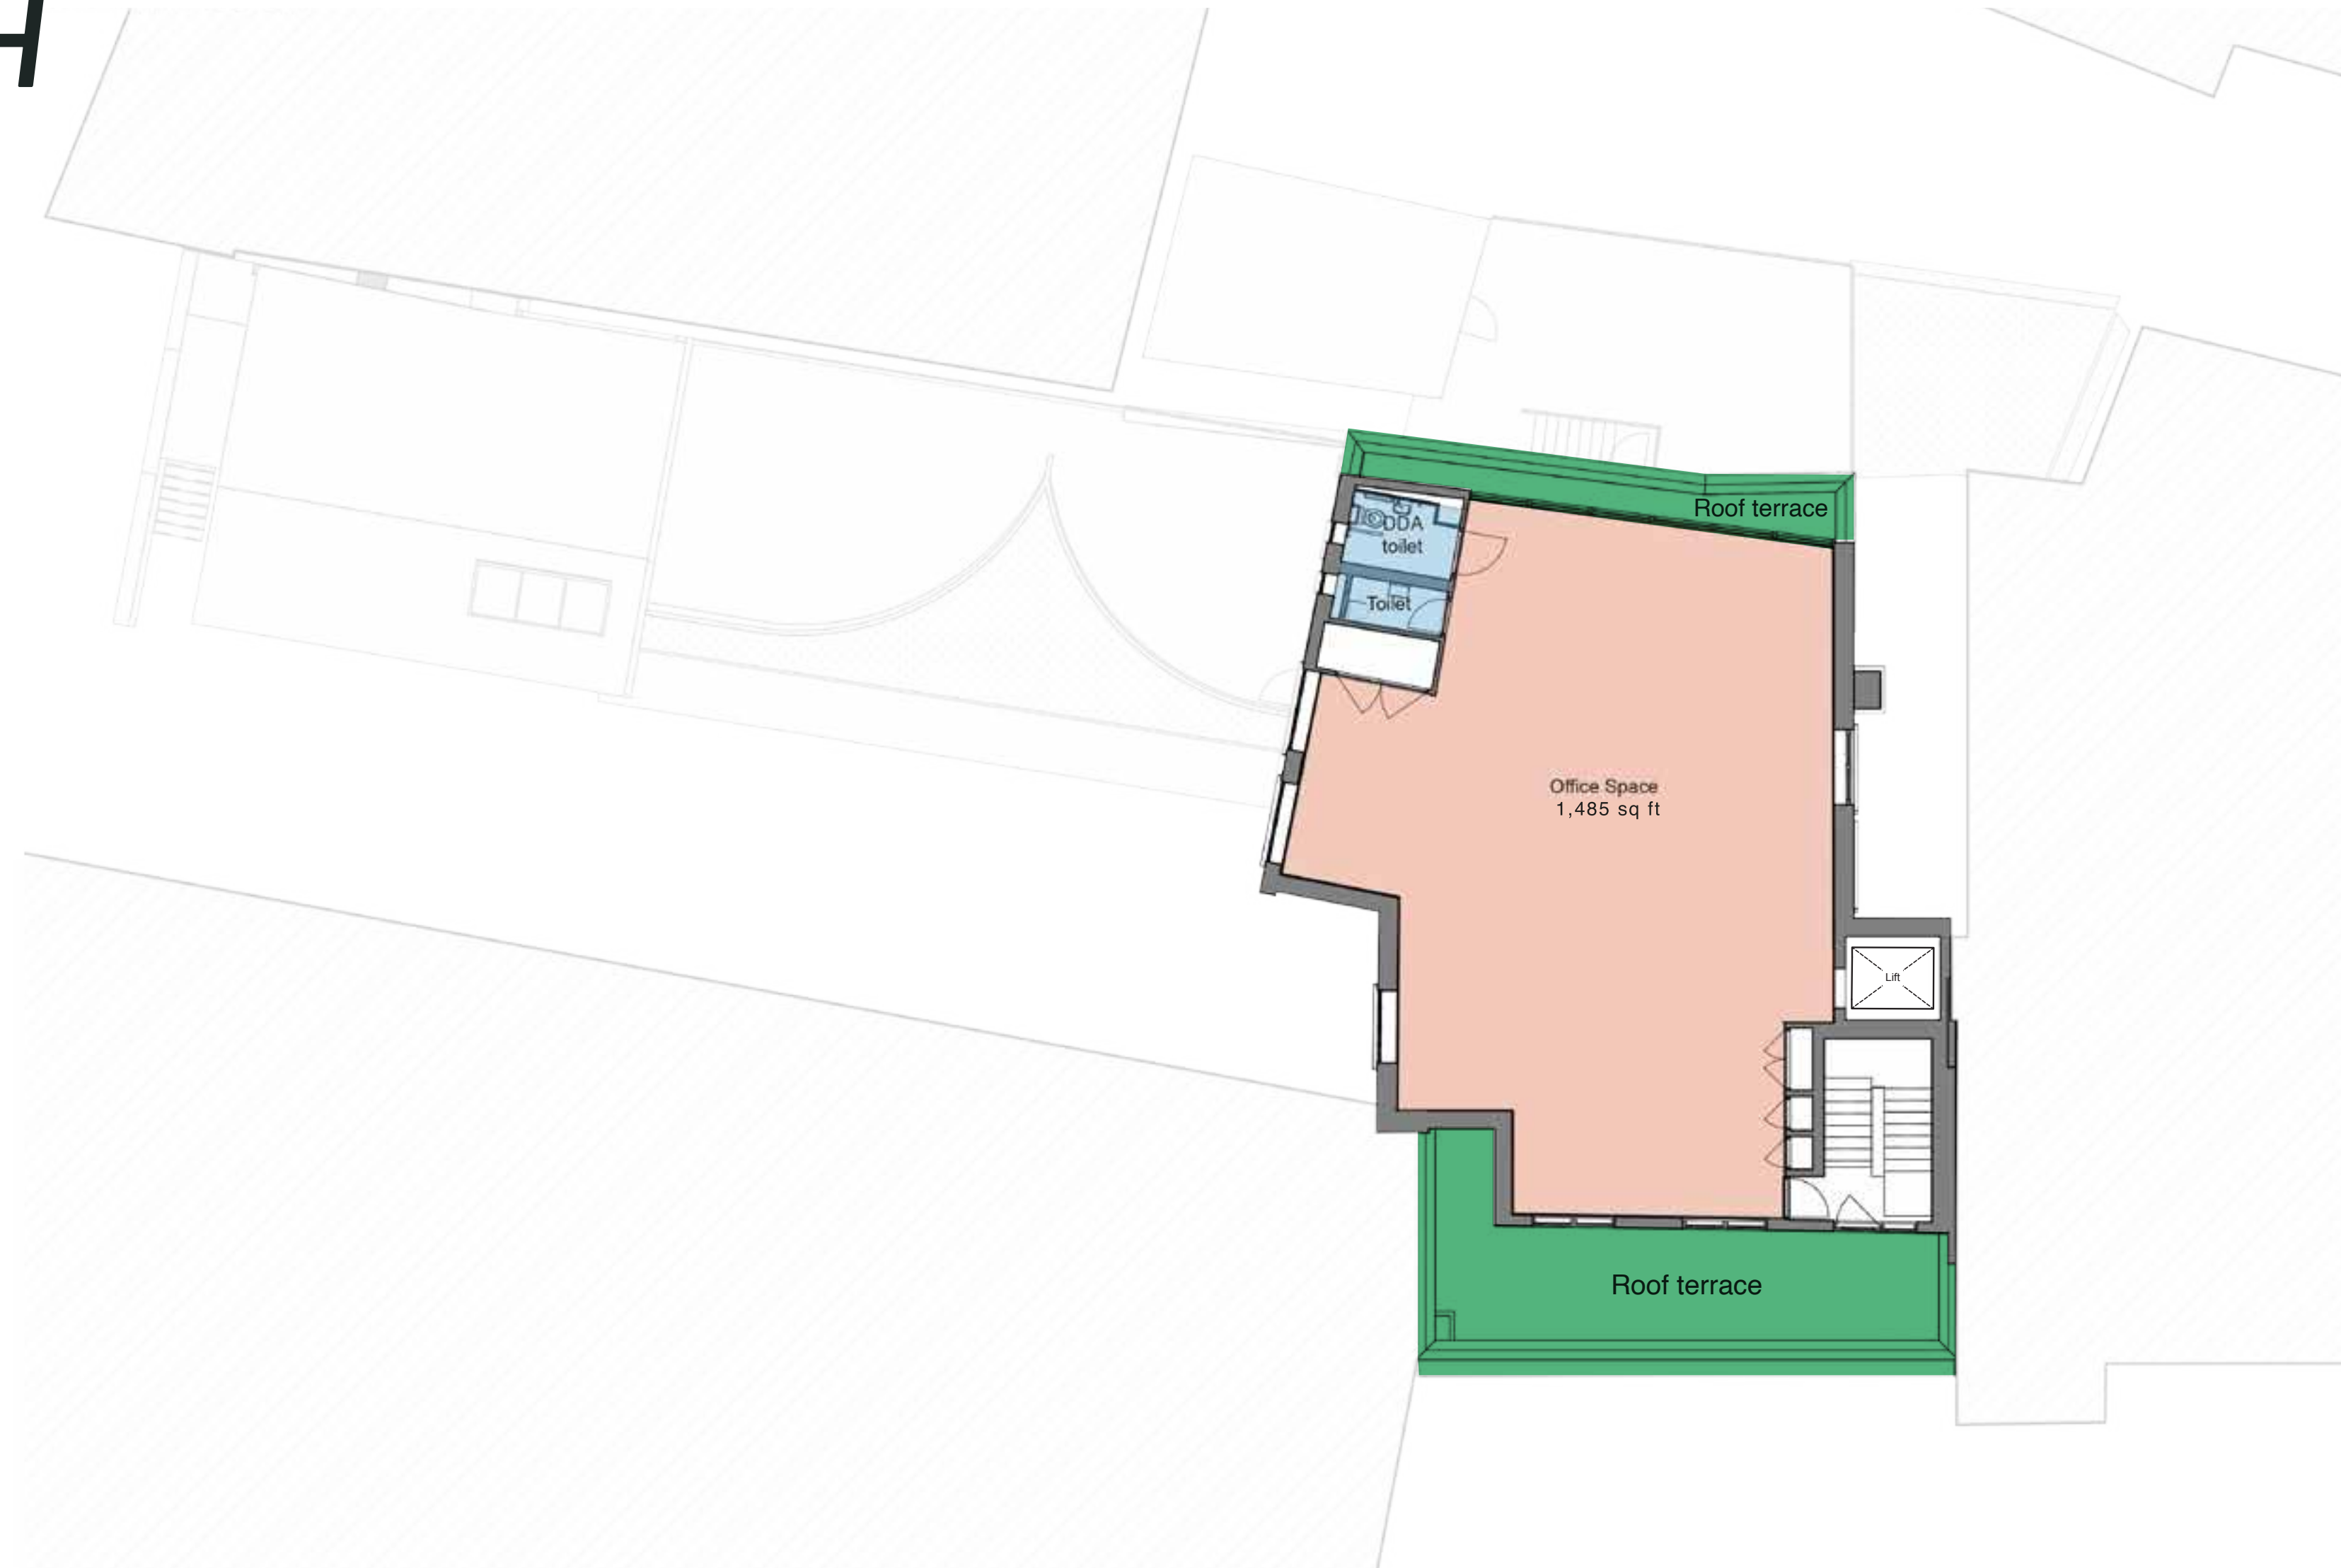 H
Roof terrace
DDA
toilet
Toilet
Office Space
1,485 sq ft
Lift
Roof terrace